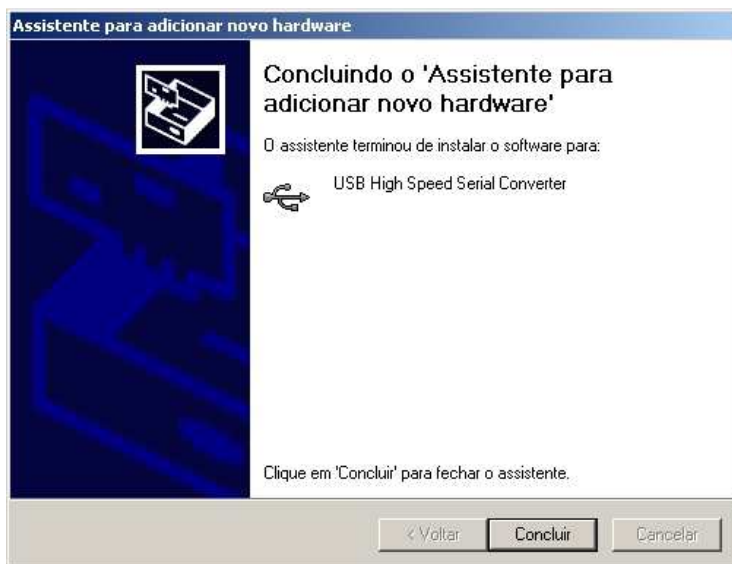 Assistente para adicionar novo hardware
Concluindo o 'Assistente para
adicionar novo hardware'
O assistente terminou de instalar o software para:
USB High Speed Serial Converter
Clique em 'Concluir' para fechar o assistente.
< Voltar
Concluir
Cancelar